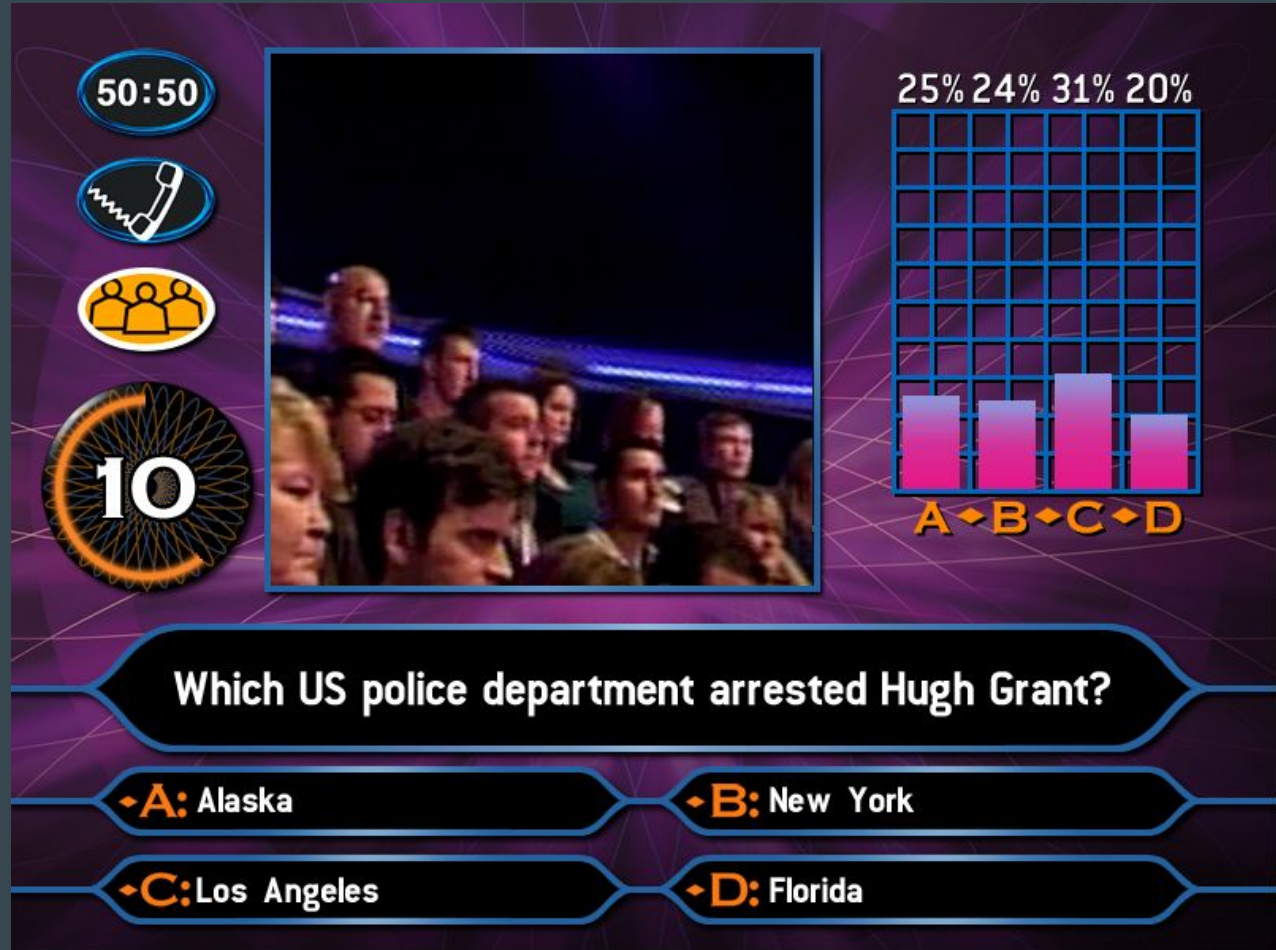 50:50
25% 24% 31% 20%
10
A B C D
Which US police department arrested Hugh Grant?
A: Alaska
B: New York
C: Los Angeles
D: Florida